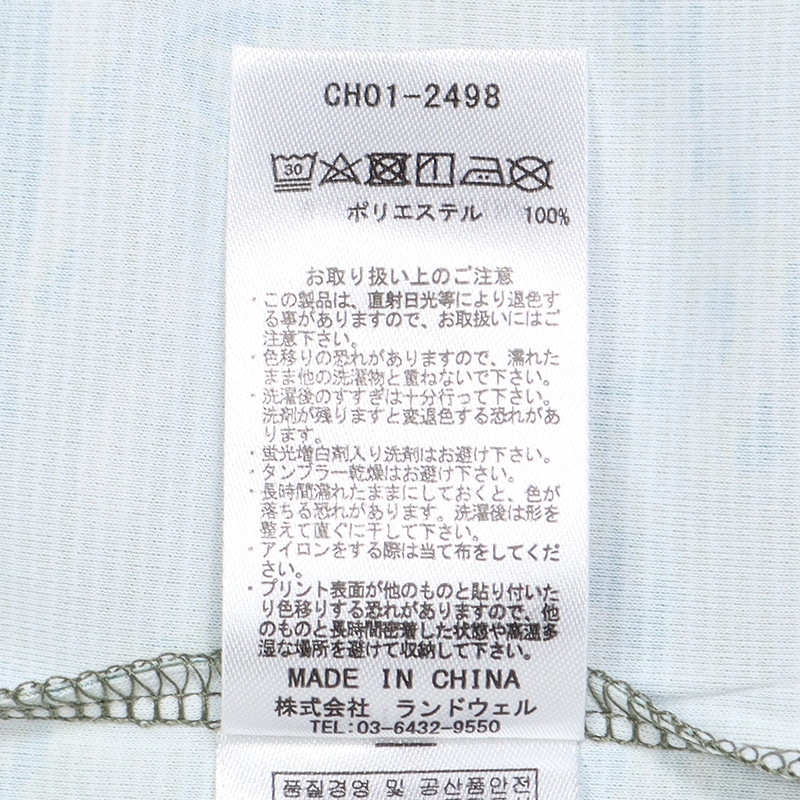 CH01-2498
30
ポリエステル 100%
お取り扱い上のご注意
・この製品は、直射日光等により退色す
る事がありますので、お取扱いにはご
注意下さい。
・色移りの恐れがありますので、濡れた
まま他の洗濯物と重ねないで下さい。
・洗濯後のすすぎは十分行って下さい。
洗剤が残りますと変退色する恐れがあ
ります。
・蛍光増白剤入り洗剤はお避け下さい。
・タンブラー乾燥はお避け下さい。
・長時間濡れたままにしておくと、色が
落ちる恐れがあります。洗濯後は形を
整えて直ぐに干して下さい。
・アイロンをする際は当て布をしてくだ
さい。
・プリント表面が他のものと貼り付いた
り色移りする恐れがありますので、他
のものと長時間密着した状態や高温多
湿な場所を避けて収納して下さい。
MADE IN CHINA
株式会社 ランドウェル
TEL:03-6432-9550
품질경영 및 공산품안전